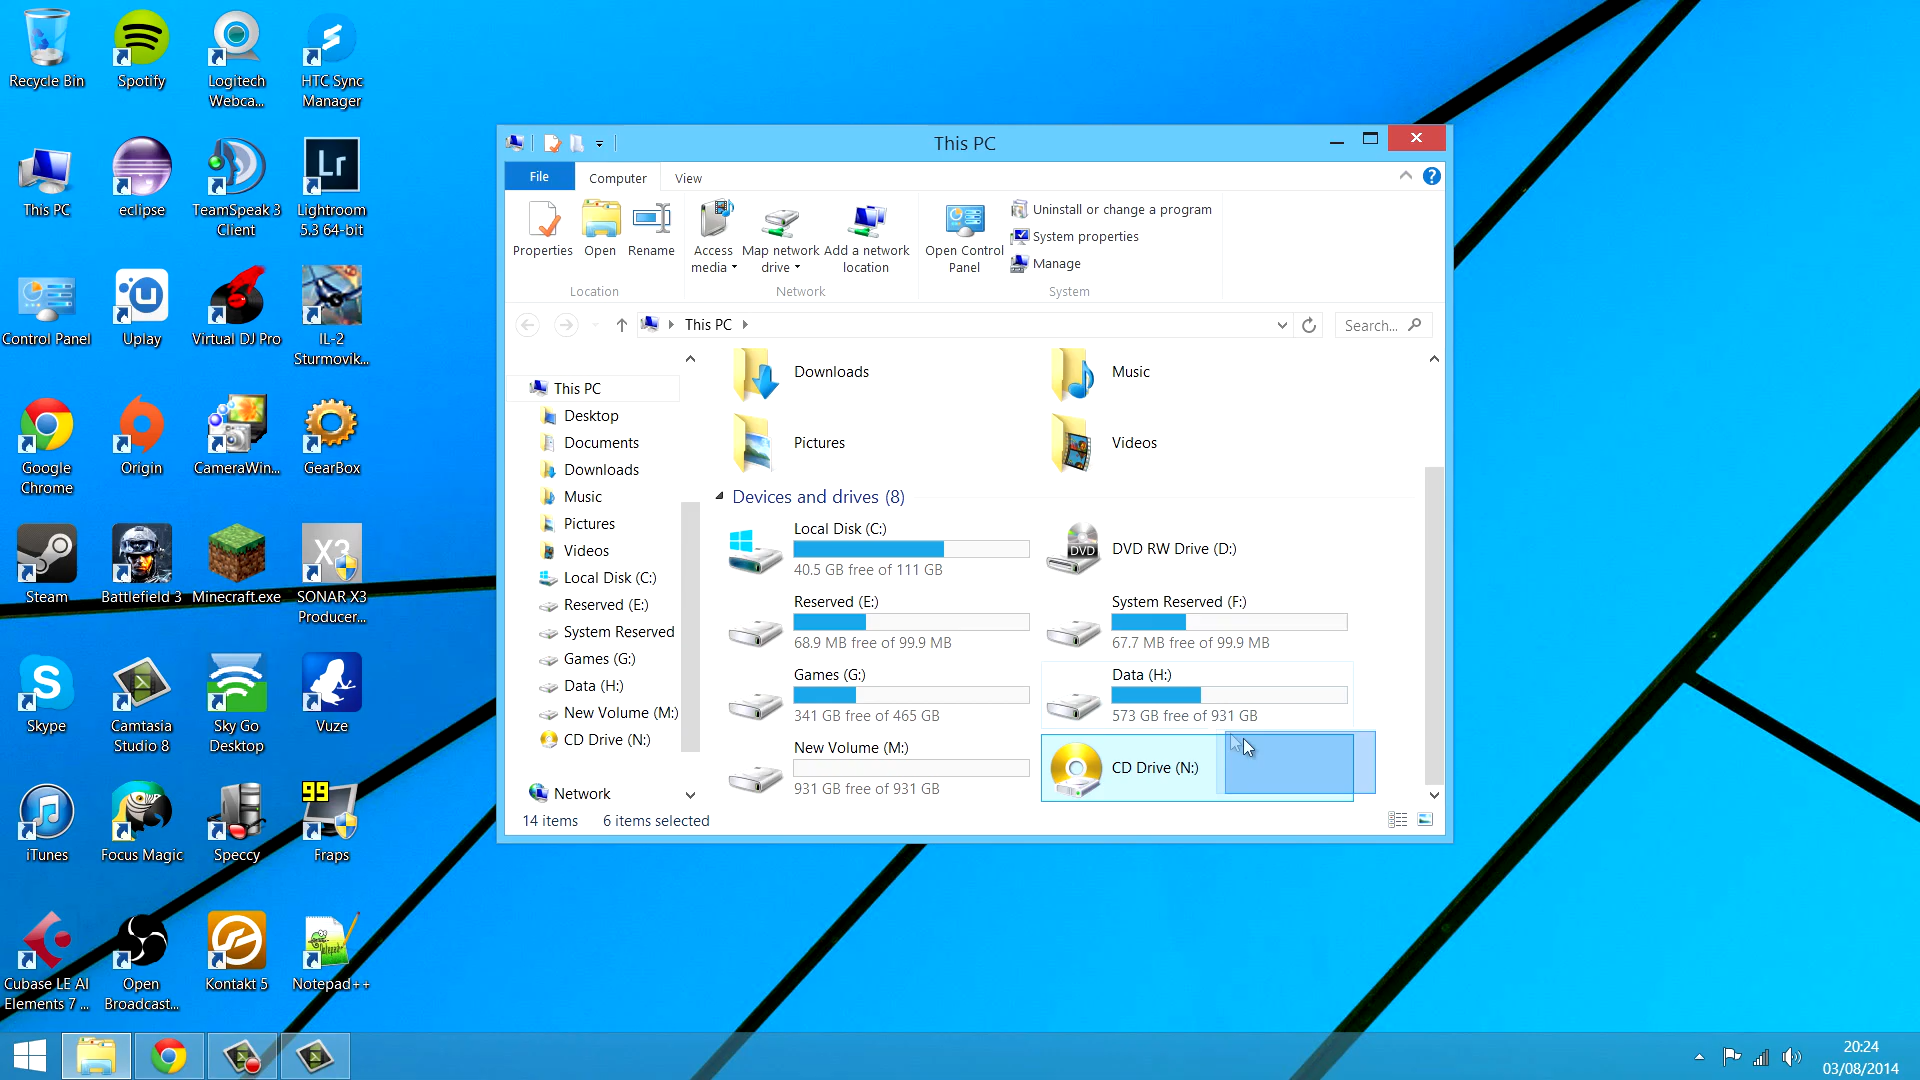 Recycle Bin
Spotify
Logitech
Webca...
HTC Sync
Manager
This PC
eclipse
TeamSpeak 3
Client
Lr
Lightroom
5.3 64-bit
Control Panel
Uplay
Virtual DJ Pro
IL-2
Sturmovik...
Google
Chrome
Origin
CameraWin...
GearBox
Steam
Battlefield 3
Minecraft.exe
X3
SONAR X3
Producer...
Skype
Camtasia
Studio 8
Sky Go
Desktop
Vuze
iTunes
Focus Magic
Speccy
99
Fraps
Cubase LE AI
Elements 7 ...
Open
Broadcast...
Kontakt 5
Notepad++
This PC
File
Computer
View
Properties
Open
Rename
Location
Access
media
Map network
drive
Add a network
location
Network
Open Control
Panel
Uninstall or change a program
System properties
Manage
System
This PC
Search...
This PC
Desktop
Documents
Downloads
Music
Pictures
Videos
Local Disk (C:)
Reserved (E:)
System Reserved
Games (G:)
Data (H:)
New Volume (M:)
CD Drive (N:)
Network
Downloads
Music
Pictures
Videos
Devices and drives (8)
Local Disk (C:)
40.5 GB free of 111 GB
DVD
DVD RW Drive (D:)
Reserved (E:)
68.9 MB free of 99.9 MB
System Reserved (F:)
67.7 MB free of 99.9 MB
Games (G:)
341 GB free of 465 GB
Data (H:)
573 GB free of 931 GB
New Volume (M:)
931 GB free of 931 GB
CD Drive (N:)
14 items
6 items selected
20:24
03/08/2014